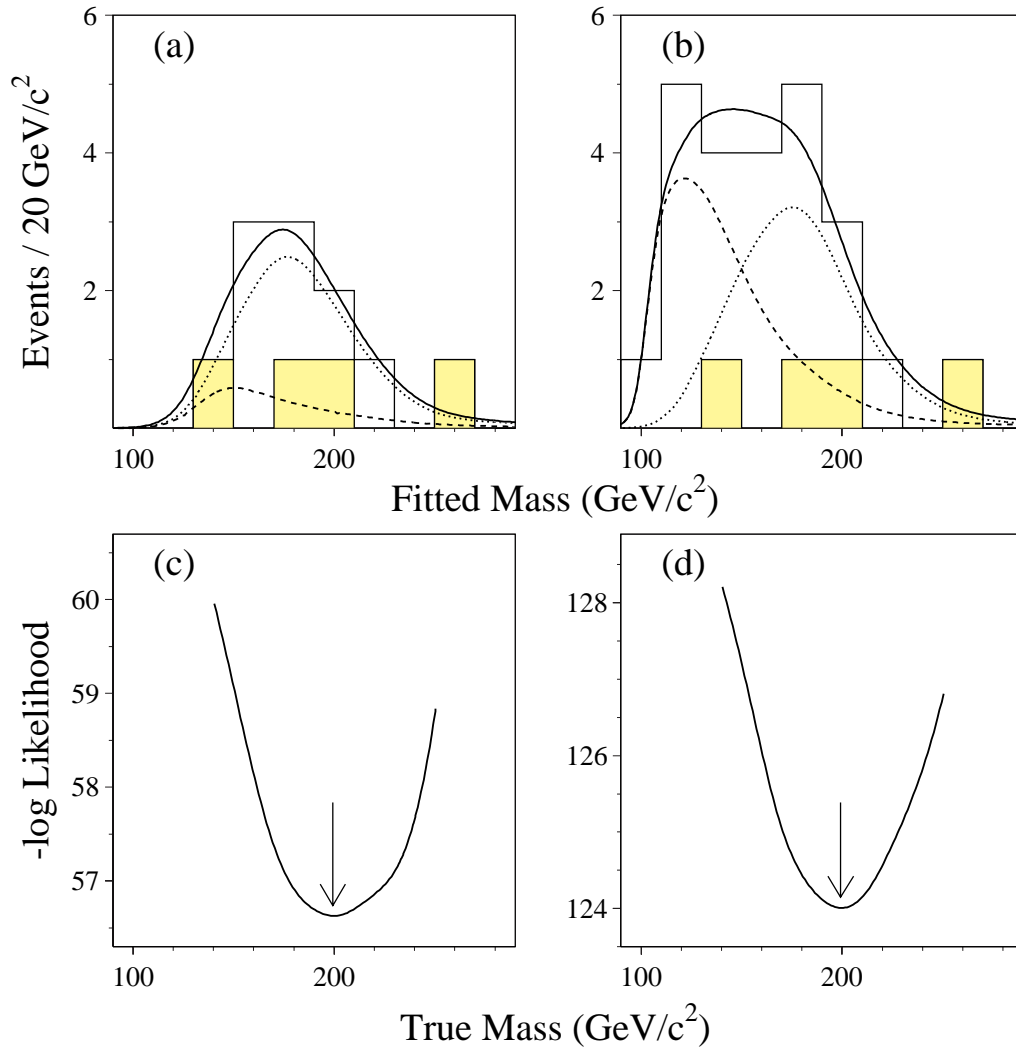 (a)
(b)
Events / 20 GeV/c²
6
4
2
100
200
6
4
2
100
200
Fitted Mass (GeV/c²)
(c)
(d)
-log Likelihood
60
59
58
57
100
200
128
126
124
100
200
True Mass (GeV/c²)